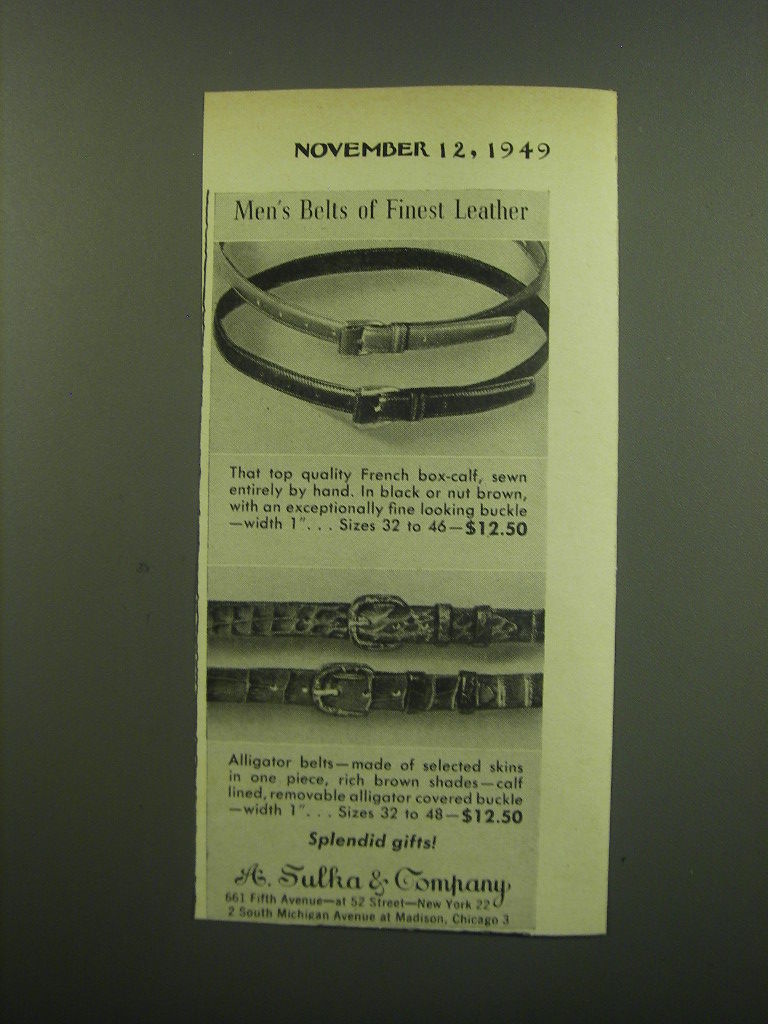 NOVEMBER 12, 1949
Men's Belts of Finest Leather
That top quality French box-calf, sewn
entirely by hand. In black or nut brown,
with an exceptionally fine looking buckle
—width 1". . . Sizes 32 to 46—$12.50
Alligator belts—made of selected skins
in one piece, rich brown shades—calf
lined, removable alligator covered buckle
—width 1". . . Sizes 32 to 48—$12.50
Splendid gifts!
A. Sulka & Company
661 Fifth Avenue—at 52 Street—New York 22
2 South Michigan Avenue at Madison, Chicago 3